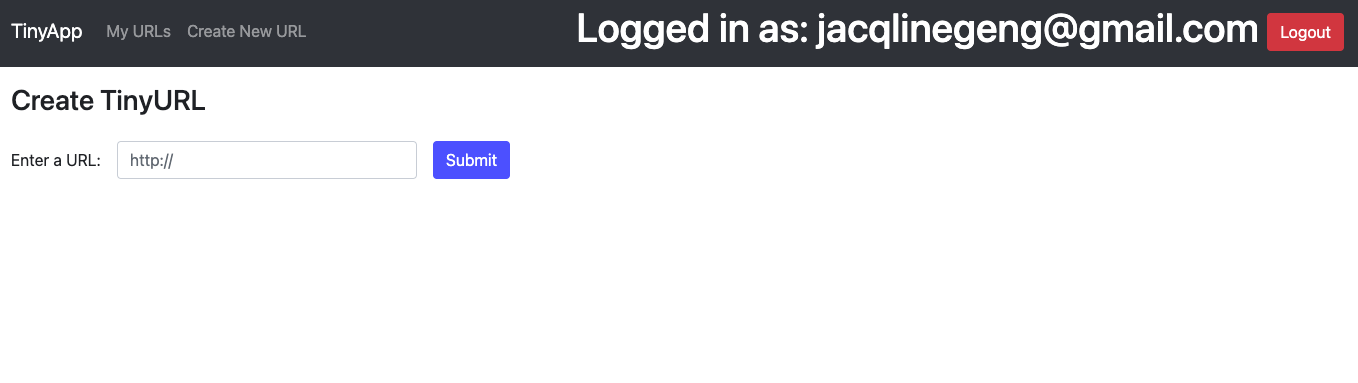 TinyApp My URLs Create New URL Logged in as: jacqlinegeng@gmail.com Logout
Create TinyURL
Enter a URL: http:// Submit